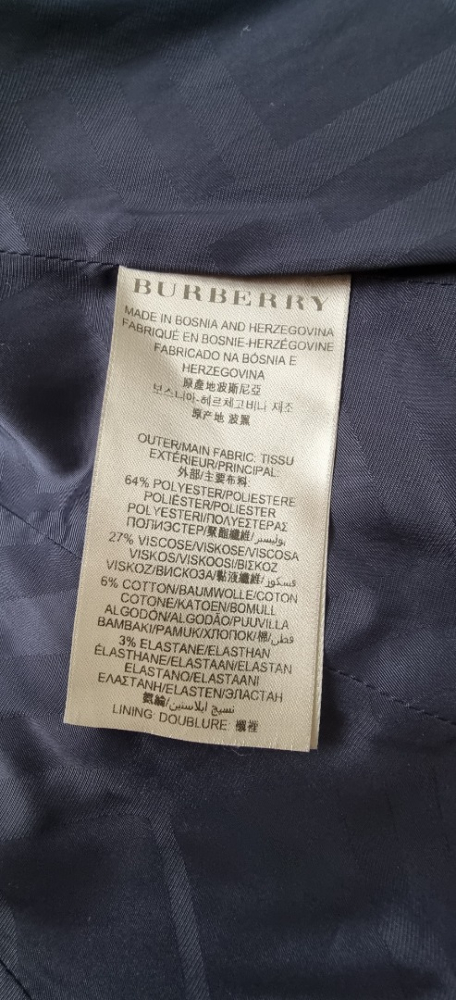 BURBERRY
MADE IN BOSNIA AND HERZEGOVINA
FABRIQUÉ EN BOSNIE-HERZÉGOVINE
FABRICADO NA BÓSNIA E
HERZEGOVINA
原產地波斯尼亞
보스니아-헤르체고비나 제조
原产地 波黑
OUTER/MAIN FABRIC: TISSU
EXTÉRIEUR/PRINCIPAL:
外部/主要布料:
64% POLYESTER/POLIESTERE
POLIÉSTER/POLIESTER
POLYESTERI/ΠΟΛΥΕΣΤΕΡΑΣ
ПОЛИЭСТЕР/聚酯纖維/بوليستر
27% VISCOSE/VISKOSE/VISCOSA
VISKOS/VISKOOSI/ΒΙΣΚΟΖ
VISKOZ/ВИСКОЗА/黏液纖維/فسكوز
6% COTTON/BAUMWOLLE/COTON
COTONE/KATOEN/BOMULL
ALGODÓN/ALGODÃO/PUUVILLA
BAMBAKI/PAMUK/ХЛОПОК/棉/قطن
3% ELASTANE/ELASTHAN
ÉLASTHANE/ELASTAAN/ELASTAN
ELASTANO/ELASTAANI
ΕΛΑΣΤΑΝΗ/ELASTEN/ЭЛАСТАН
氨綸/نسيج ايلاستين
LINING: DOUBLURE: 襯裡